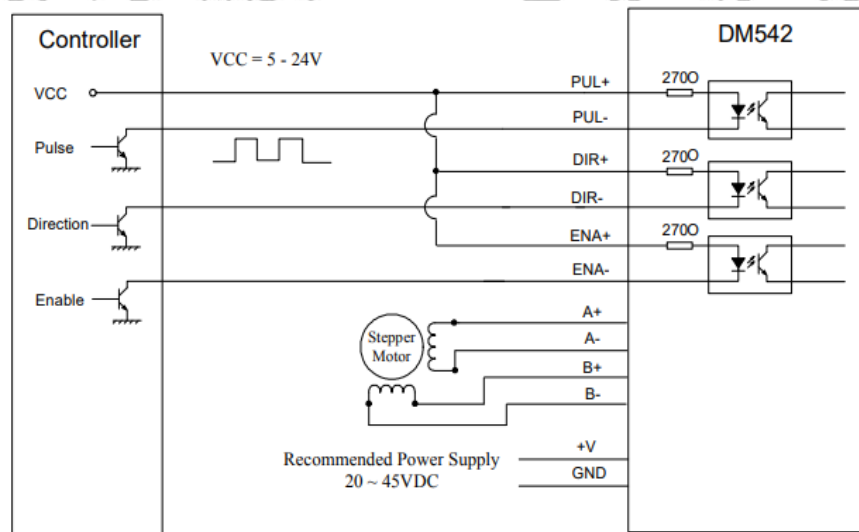 Controller
DM542
VCC = 5 - 24V
VCC
PUL+
270O
Pulse
PUL-
DIR+
270O
Direction
DIR-
ENA+
270O
Enable
ENA-
Stepper
Motor
A+
A-
B+
B-
Recommended Power Supply
20 ~ 45VDC
+V
GND